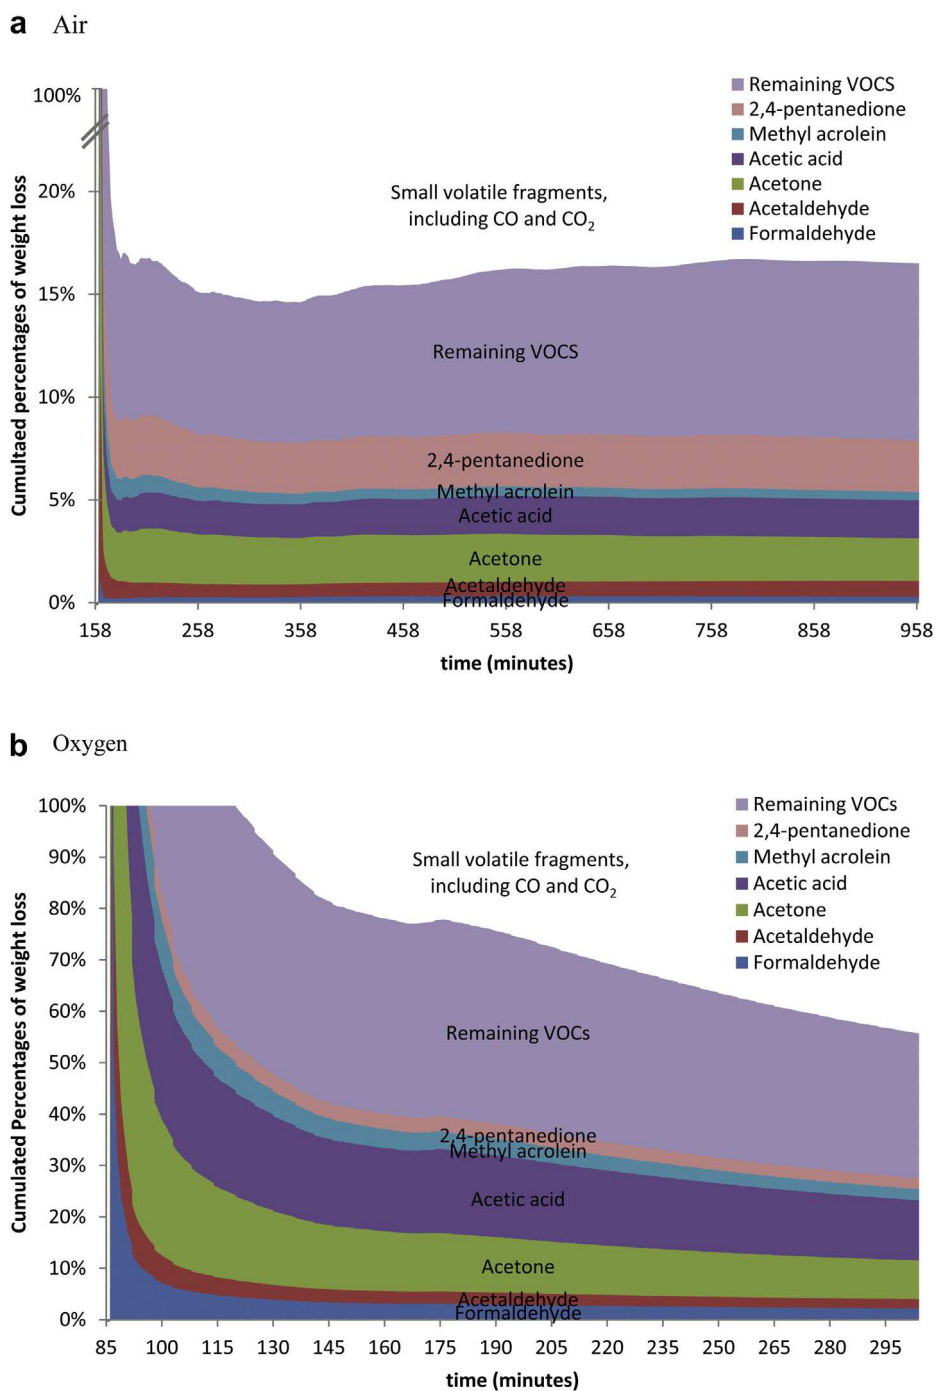 a Air
100%
20%
15%
10%
5%
0%
Cumultaed percentages of weight loss
Remaining VOCS
2,4-pentanedione
Methyl acrolein
Acetic acid
Acetone
Acetaldehyde
Formaldehyde
Small volatile fragments,
including CO and CO2
Remaining VOCS
2,4-pentanedione
Methyl acrolein
Acetic acid
Acetone
Acetaldehyde
Formaldehyde
158 258 358 458 558 658 758 858 958
time (minutes)
b Oxygen
100%
90%
80%
70%
60%
50%
40%
30%
20%
10%
0%
Cumulated Percentages of weight loss
Remaining VOCs
2,4-pentanedione
Methyl acrolein
Acetic acid
Acetone
Acetaldehyde
Formaldehyde
Small volatile fragments,
including CO and CO2
Remaining VOCs
2,4-pentanedione
Methyl acrolein
Acetic acid
Acetone
Acetaldehyde
Formaldehyde
85 100 115 130 145 160 175 190 205 220 235 250 265 280 295
time (minutes)